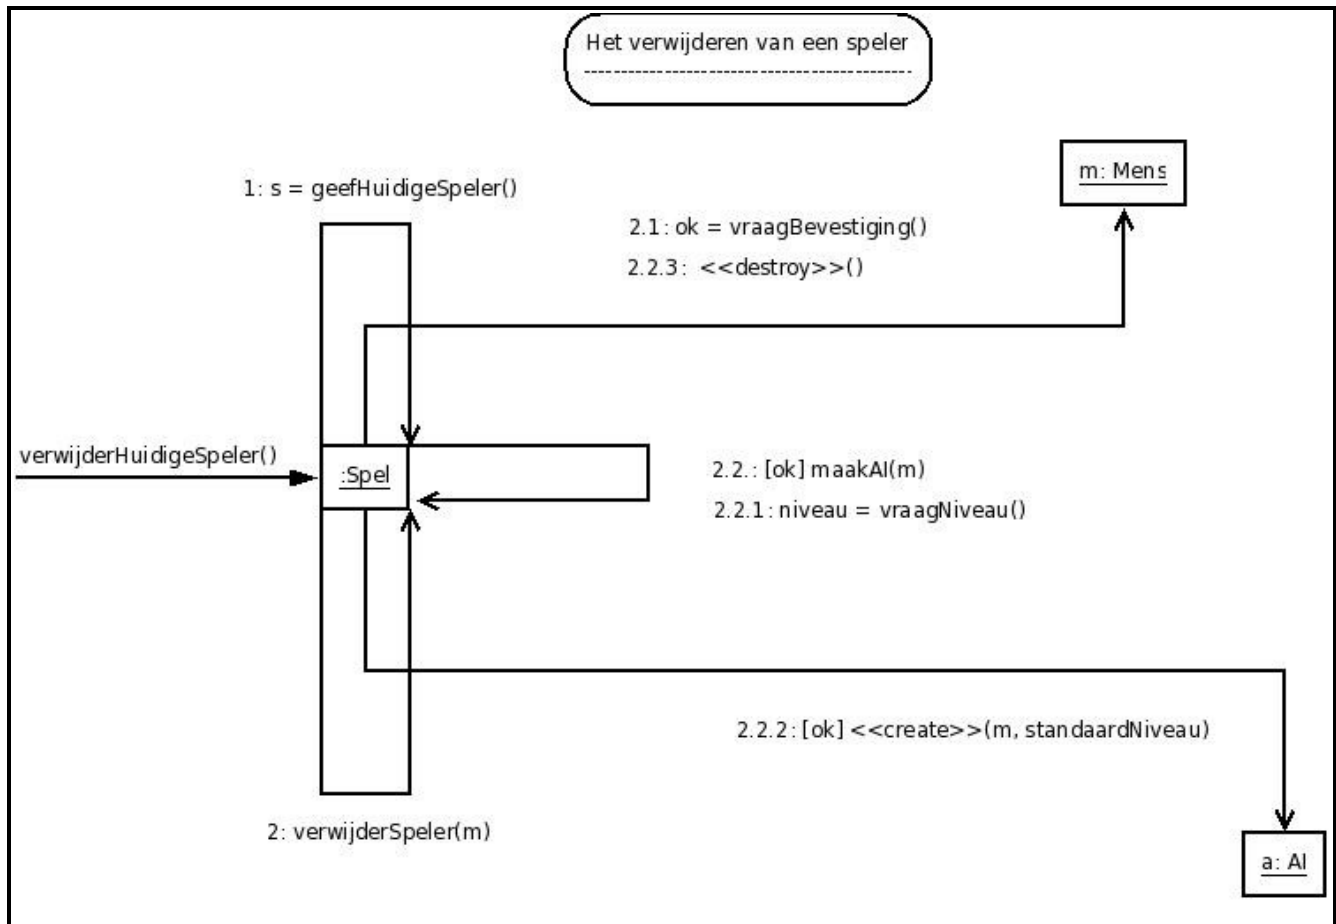 Het verwijderen van een speler
m: Mens
1: s = geefHuidigeSpeler()
2.1: ok = vraagBevestiging()
2.2.3: <<destroy>>()
verwijderHuidigeSpeler()
:Spel
2.2.: [ok] maakAI(m)
2.2.1: niveau = vraagNiveau()
2.2.2: [ok] <<create>>(m, standaardNiveau)
2: verwijderSpeler(m)
a: AI